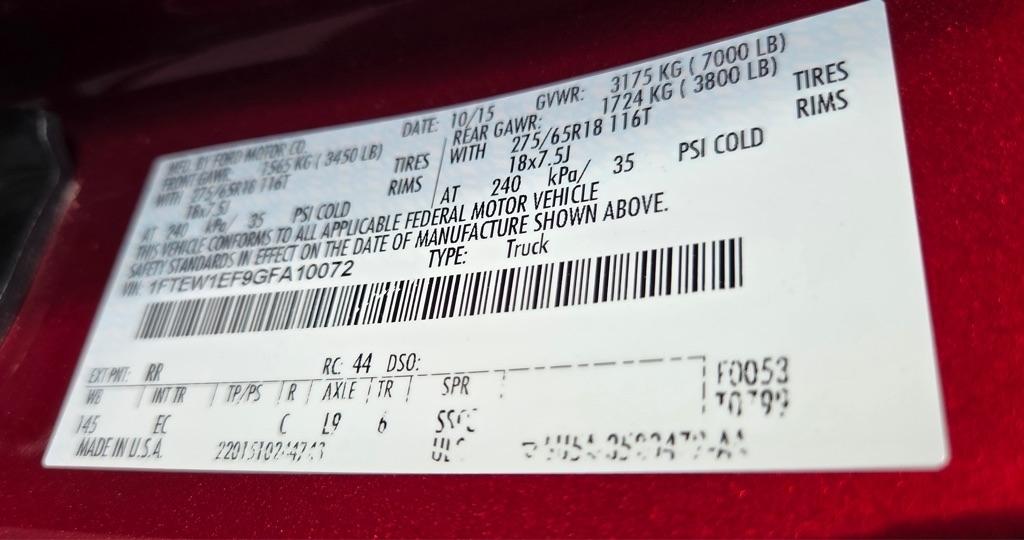 MFD. BY FORD MOTOR CO. DATE: 10/15 GVWR: 3175 KG ( 7000 LB)
FRONT GAWR: 1565 KG ( 3450 LB) REAR GAWR: 1724 KG ( 3800 LB)
WITH 275/65R18 116T TIRES WITH 275/65R18 116T TIRES
18x7.5J RIMS 18x7.5J RIMS
AT 240 kPa/ 35 PSI COLD AT 240 kPa/ 35 PSI COLD
THIS VEHICLE CONFORMS TO ALL APPLICABLE FEDERAL MOTOR VEHICLE
SAFETY STANDARDS IN EFFECT ON THE DATE OF MANUFACTURE SHOWN ABOVE.
VIN: 1FTEW1EF9GFA10072 TYPE: Truck
EXT PNT: RR RC: 44 DSO:
WB INT TR TP/PS R AXLE TR SPR F0053
145 EC C L9 6
MADE IN U.S.A.